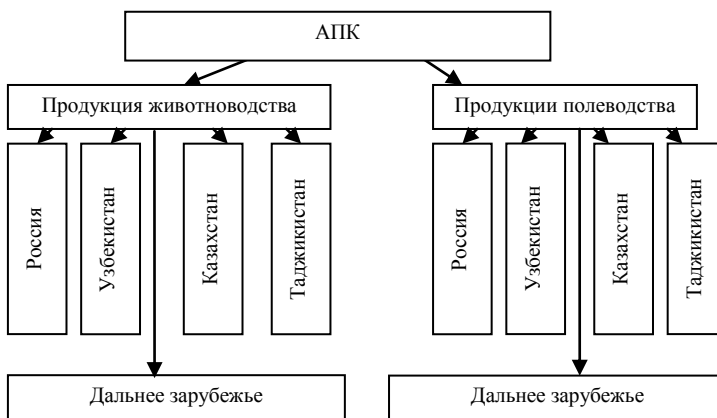 АПК
Продукция животноводства
Продукции полеводства
Россия
Узбекистан
Казахстан
Таджикистан
Россия
Узбекистан
Казахстан
Таджикистан
Дальнее зарубежье
Дальнее зарубежье